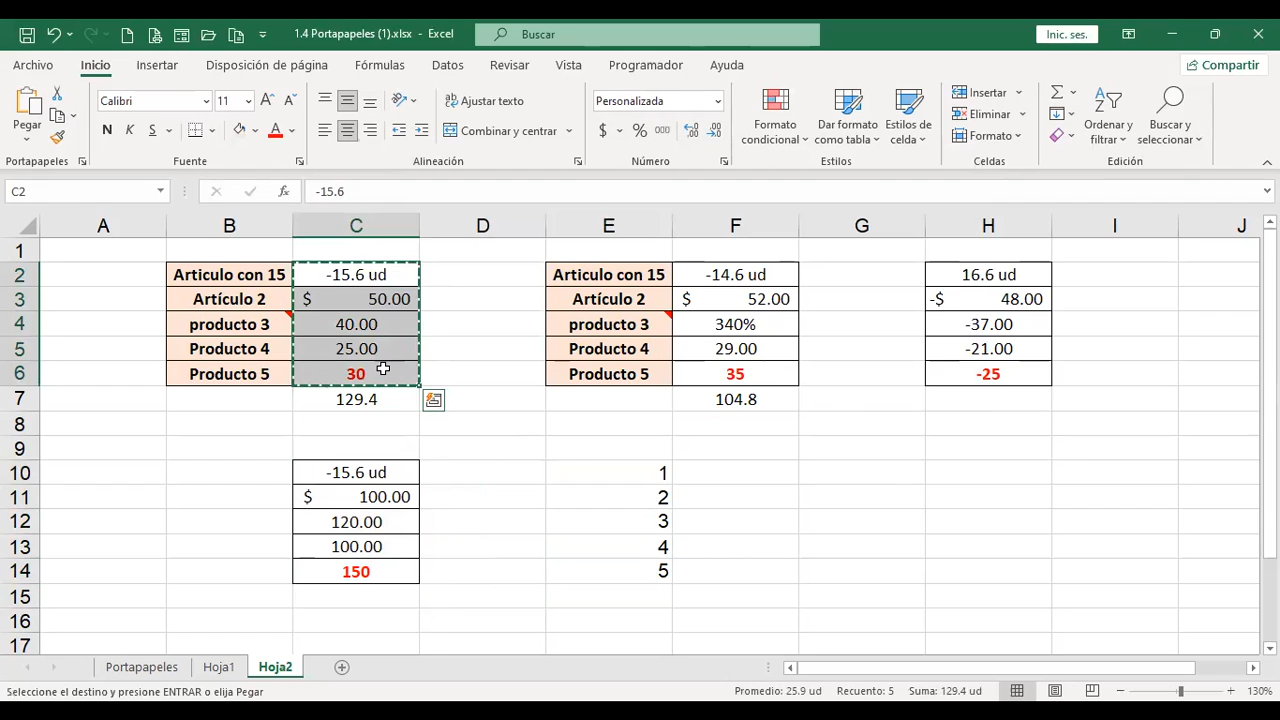 1.4 Portapapeles (1).xlsx - Excel
Buscar
Inic. ses.
Archivo Inicio Insertar Disposición de página Fórmulas Datos Revisar Vista Programador Ayuda
Compartir
Pegar
Calibri 11
N K S
Ajustar texto
Combinar y centrar
Personalizada
$ % 000
Formato condicional
Dar formato como tabla
Estilos de celda
Insertar
Eliminar
Formato
Ordenar y filtrar
Buscar y seleccionar
Portapapeles Fuente Alineación Número Estilos Celdas Edición
C2 fx -15.6
A B C D E F G H I J
1
2 Articulo con 15 -15.6 ud Articulo con 15 -14.6 ud 16.6 ud
3 Artículo 2 $ 50.00 Artículo 2 $ 52.00 -$ 48.00
4 producto 3 40.00 producto 3 340% -37.00
5 Producto 4 25.00 Producto 4 29.00 -21.00
6 Producto 5 30 Producto 5 35 -25
7 129.4 104.8
8
9
10 -15.6 ud 1
11 $ 100.00 2
12 120.00 3
13 100.00 4
14 150 5
15
16
17
Portapapeles Hoja1 Hoja2
Seleccione el destino y presione ENTRAR o elija Pegar Promedio: 25.9 ud Recuento: 5 Suma: 129.4 ud 130%